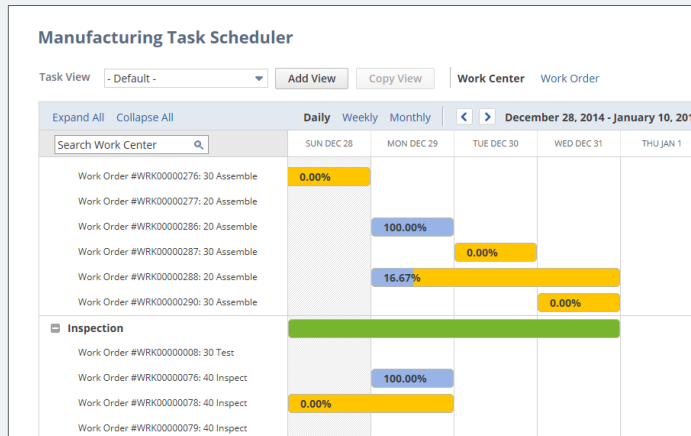 Manufacturing Task Scheduler
Task View - Default - Add View Copy View Work Center Work Order
Expand All Collapse All Daily Weekly Monthly December 28, 2014 - January 10, 201
Search Work Center SUN DEC 28 MON DEC 29 TUE DEC 30 WED DEC 31 THU JAN 1
Work Order #WRK00000276: 30 Assemble 0.00%
Work Order #WRK00000277: 20 Assemble
Work Order #WRK00000286: 20 Assemble 100.00%
Work Order #WRK00000287: 30 Assemble 0.00%
Work Order #WRK00000288: 20 Assemble 16.67%
Work Order #WRK00000290: 30 Assemble 0.00%
Inspection
Work Order #WRK00000008: 30 Test
Work Order #WRK00000076: 40 Inspect 100.00%
Work Order #WRK00000078: 40 Inspect 0.00%
Work Order #WRK00000079: 40 Inspect